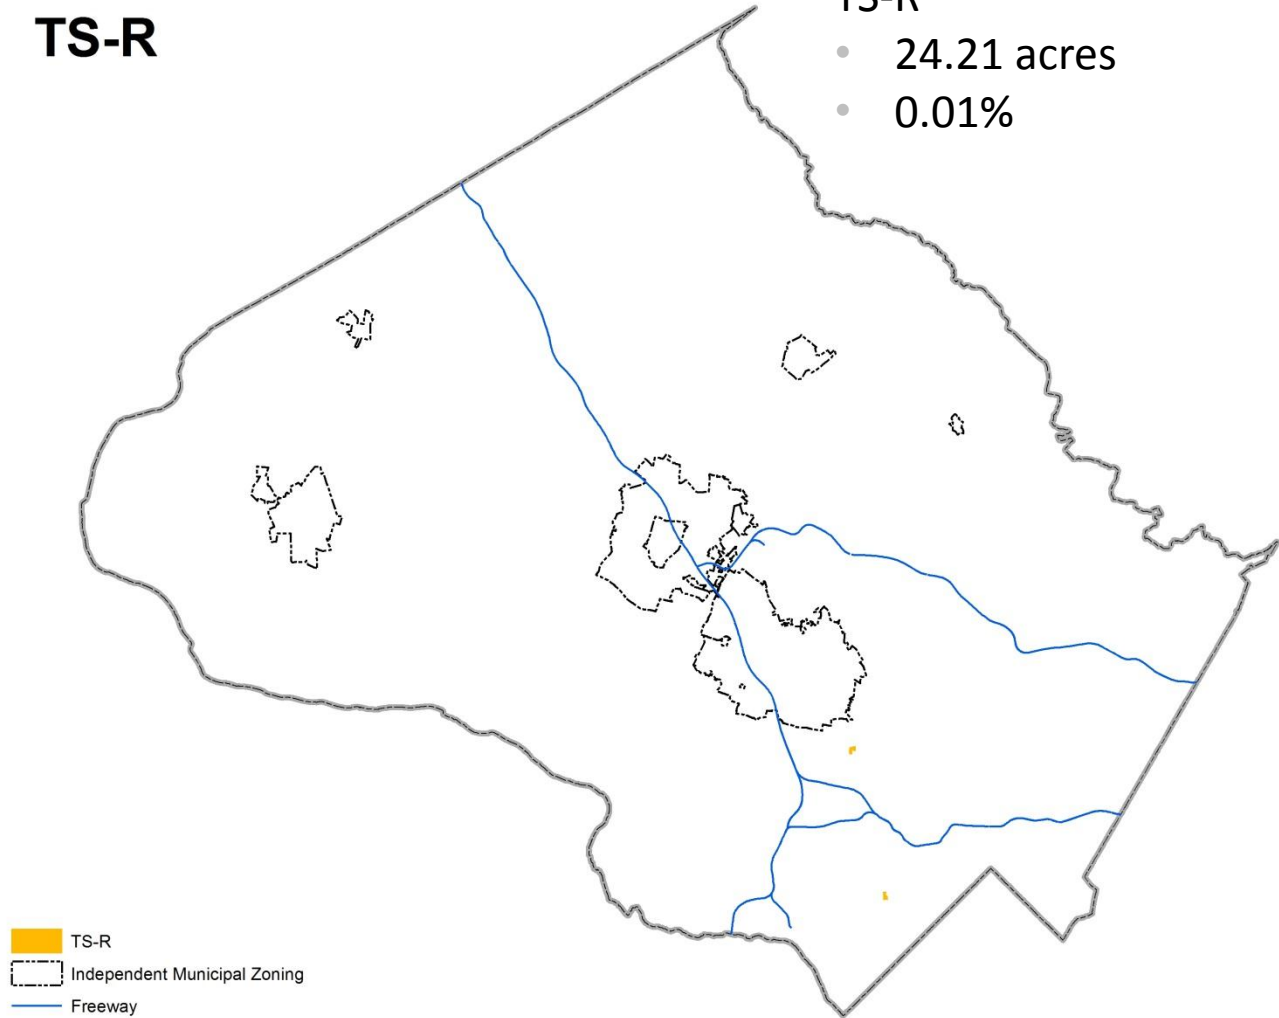 TS-R
TS-R
• 24.21 acres
• 0.01%
TS-R
Independent Municipal Zoning
Freeway